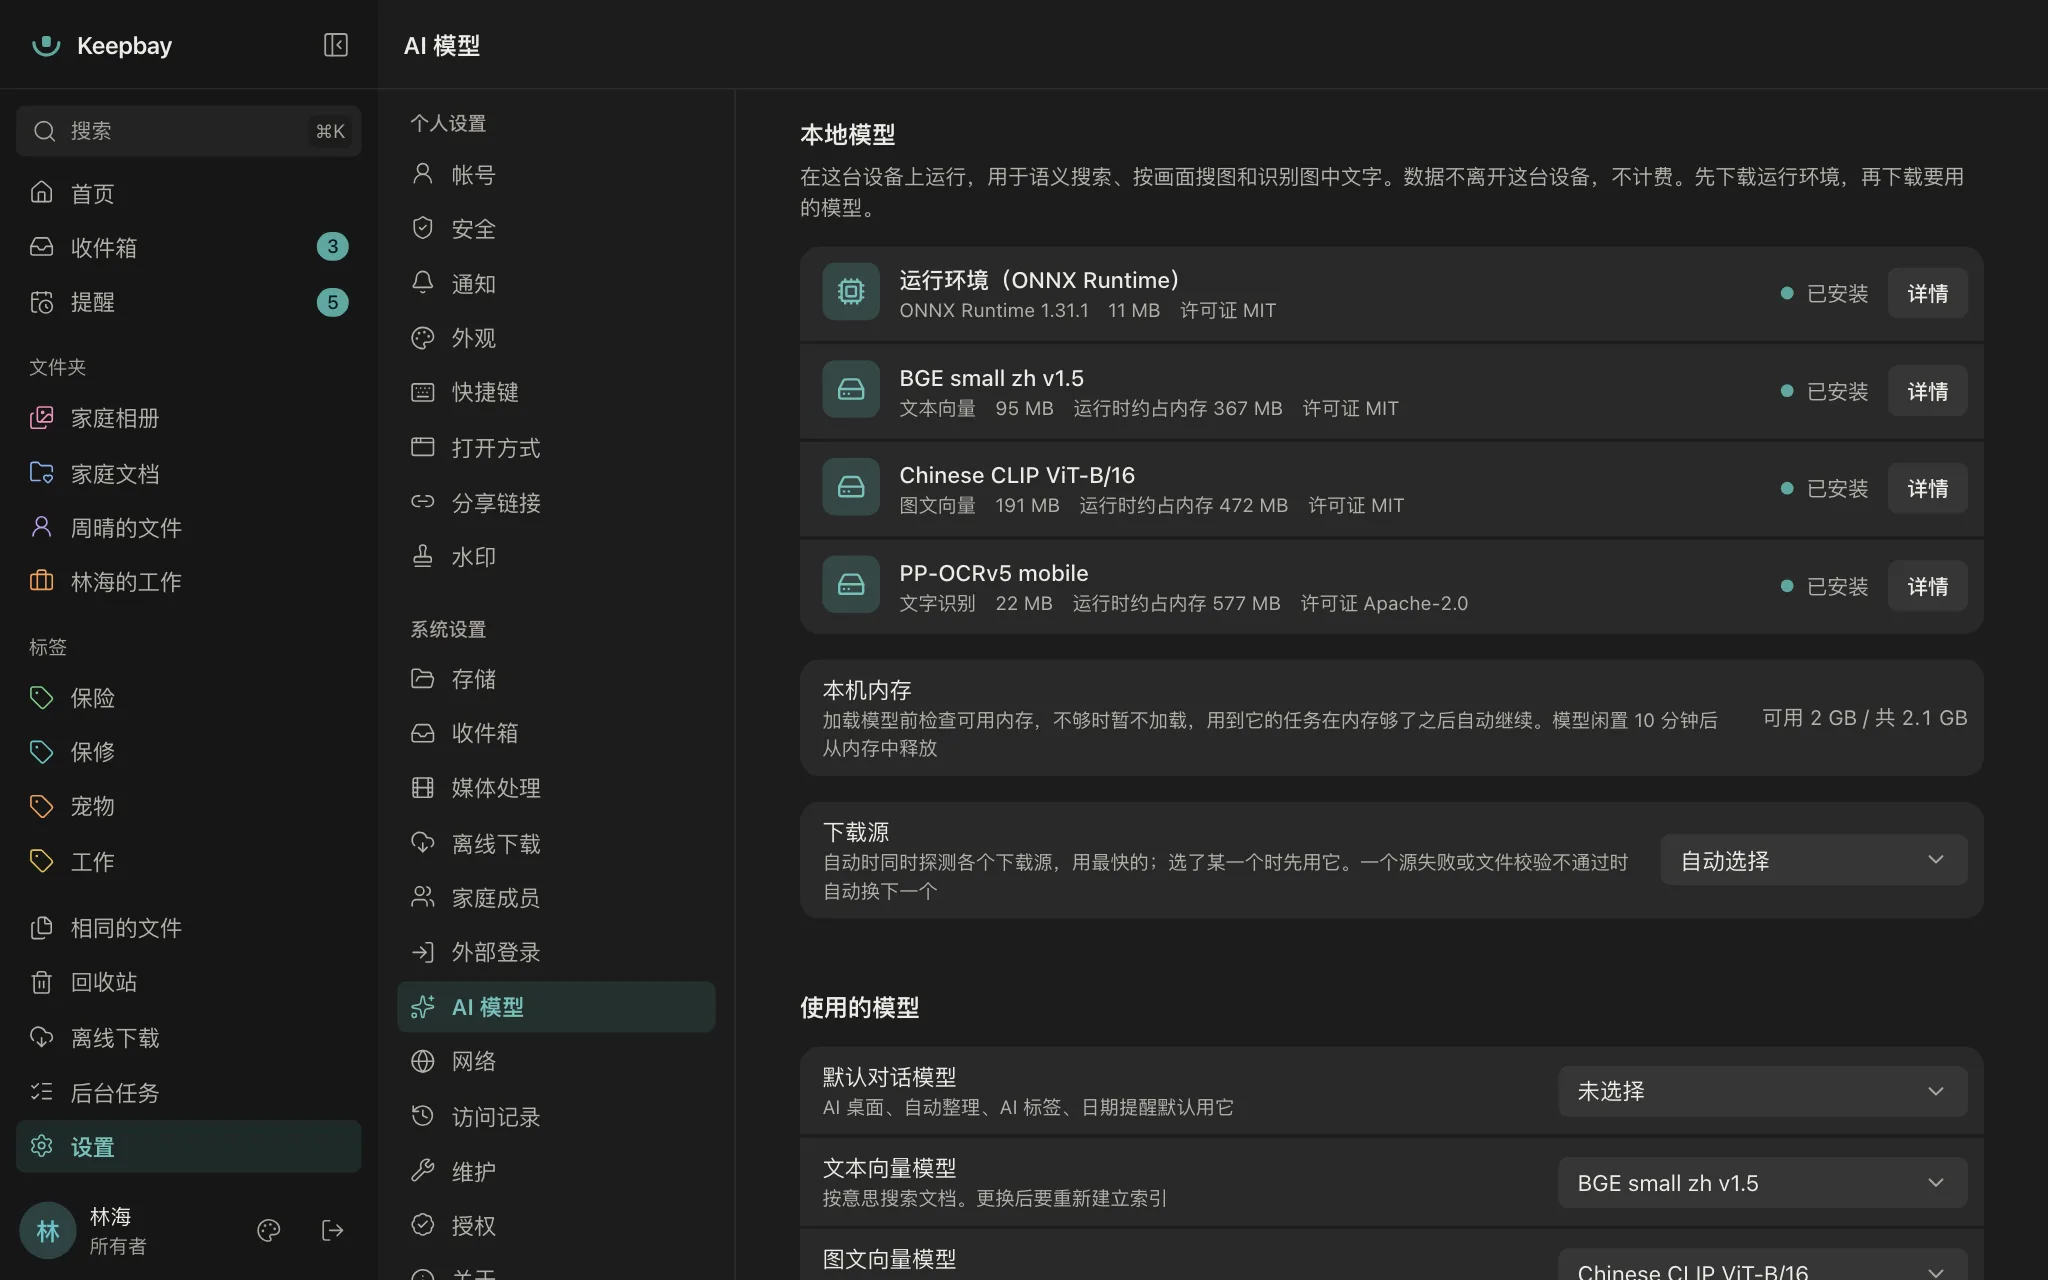 Keepbay
搜索
⌘K
首页
收件箱
3
提醒
5
文件夹
家庭相册
家庭文档
周晴的文件
林海的工作
标签
保险
保修
宠物
工作
相同的文件
回收站
离线下载
后台任务
设置
林
林海
所有者
AI 模型
个人设置
帐号
安全
通知
外观
快捷键
打开方式
分享链接
水印
系统设置
存储
收件箱
媒体处理
离线下载
家庭成员
外部登录
AI 模型
网络
访问记录
维护
授权
关于
本地模型
在这台设备上运行，用于语义搜索、按画面搜图和识别图中文字。数据不离开这台设备，不计费。先下载运行环境，再下载要用
的模型。
运行环境（ONNX Runtime）
ONNX Runtime 1.31.1 11 MB 许可证 MIT
已安装
详情
BGE small zh v1.5
文本向量 95 MB 运行时约占内存 367 MB 许可证 MIT
已安装
详情
Chinese CLIP ViT-B/16
图文向量 191 MB 运行时约占内存 472 MB 许可证 MIT
已安装
详情
PP-OCRv5 mobile
文字识别 22 MB 运行时约占内存 577 MB 许可证 Apache-2.0
已安装
详情
本机内存
加载模型前检查可用内存，不够时暂不加载，用到它的任务在内存够了之后自动继续。模型闲置 10 分钟后
从内存中释放
可用 2 GB / 共 2.1 GB
下载源
自动时同时探测各个下载源，用最快的；选了某一个时先用它。一个源失败或文件校验不通过时
自动换下一个
自动选择
使用的模型
默认对话模型
AI 桌面、自动整理、AI 标签、日期提醒默认用它
未选择
文本向量模型
按意思搜索文档。更换后要重新建立索引
BGE small zh v1.5
图文向量模型
Chinese CLIP ViT-B/16